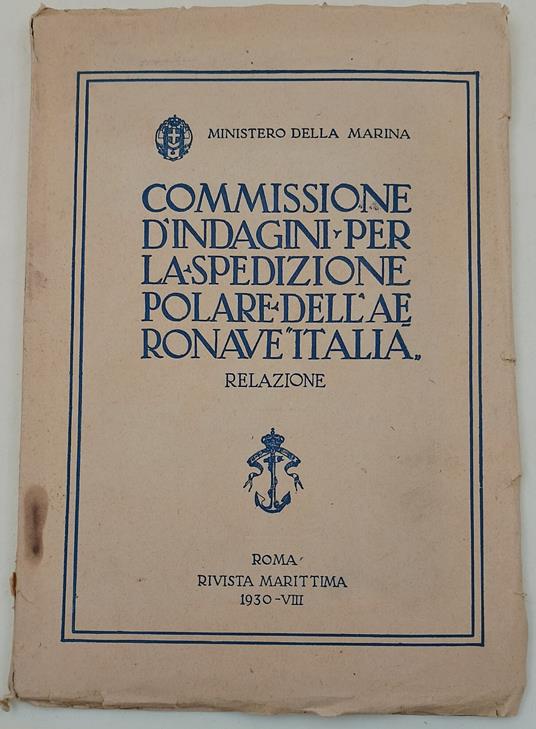 MINISTERO DELLA MARINA
COMMISSIONE
D'INDAGINI·PER
LA·SPEDIZIONE
POLARE·DELL'AE
RONAVE "ITALIA„
RELAZIONE
ROMA
RIVISTA MARITTIMA
1930-VIII